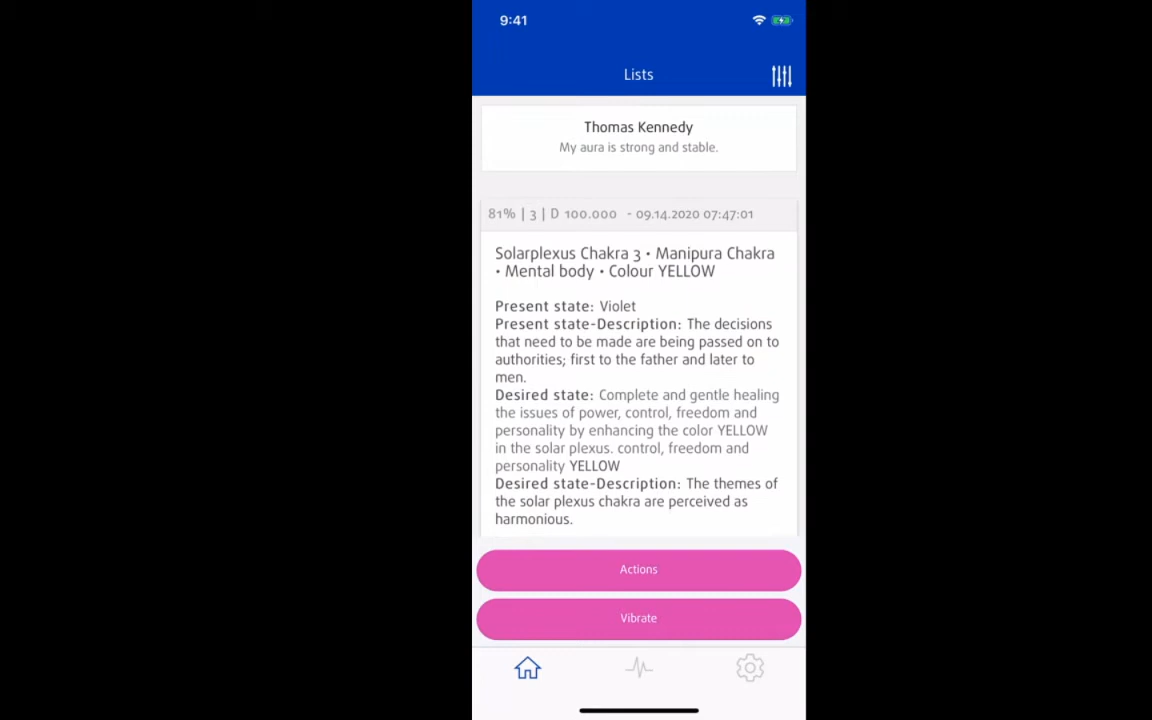 9:41
Lists
Thomas Kennedy
My aura is strong and stable.
81% | 3 | D 100.000 - 09.14.2020 07:47:01
Solarplexus Chakra 3 • Manipura Chakra
• Mental body • Colour YELLOW
Present state: Violet
Present state-Description: The decisions
that need to be made are being passed on to
authorities; first to the father and later to
men.
Desired state: Complete and gentle healing
the issues of power, control, freedom and
personality by enhancing the color YELLOW
in the solar plexus. control, freedom and
personality YELLOW
Desired state-Description: The themes of
the solar plexus chakra are perceived as
harmonious.
Actions
Vibrate